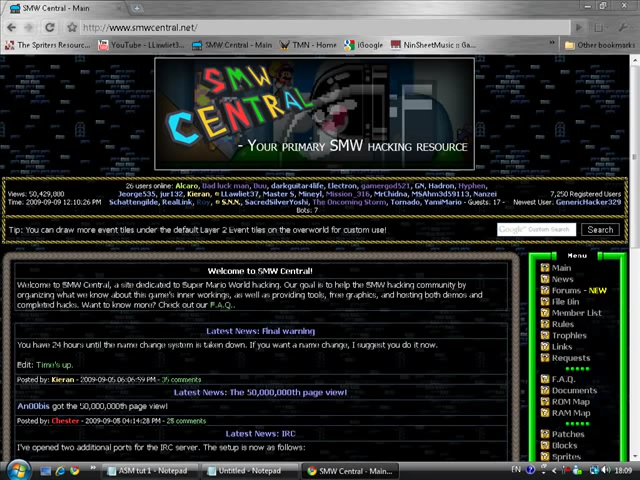 SMW Central - Main
http://www.smwcentral.net/
The Spriters Resourc...
YouTube - LLawliet3...
SMW Central - Main
TMN - Home
iGoogle
NinSheetMusic :: Ga...
Other bookmarks
SMW CENTRAL
- Your primary SMW hacking resource
26 users online: Alcaro, Bad luck man, Buu, darkguitar4life, Electron, gamergod521, GN, Hadron, Hyphen,
Views: 50,429,080
Jeorge535, jur132, Kieran, LLawliet37, Master S, Mineyl, Mission_316, MrChidna, MSAhm3d59113, Nanzei
7,250 Registered Users
Time: 2009-09-09 12:10:26 PM
Schattengilde, RealLink, Roy, S.N.N, SacredSilverYoshi, The Oncoming Storm, Tornado, YamiMario - Guests: 17 -
Newest User: GenericHacker329
Bots: 7
Tip: You can draw more event tiles under the default Layer 2 Event tiles on the overworld for custom use!
Google™ Custom Search
Search
Welcome to SMW Central!
Welcome to SMW Central, a site dedicated to Super Mario World hacking. Our goal is to help the SMW hacking community by
organizing what we know about this game's inner workings, as well as providing tools, free graphics, and hosting both demos and
completed hacks. Want to know more? Check out our F.A.Q..
Latest News: Final warning
You have 24 hours until the name change system is taken down. If you want a name change, I suggest you do it now.
Edit: Time's up.
Posted by: Kieran - 2009-09-05 06:06:59 PM - 35 comments
Latest News: The 50,000,000th page view!
An00bis got the 50,000,000th page view!
Posted by: Chester - 2009-09-05 04:14:28 PM - 25 comments
Latest News: IRC
I've opened two additional ports for the IRC server. The setup is now as follows:
Menu
Main
News
Forums - NEW
File Bin
Member List
Rules
Trophies
Links
Requests
F.A.Q.
Documents
ROM Map
RAM Map
Patches
Blocks
Sprites
ASM tut 1 - Notepad
Untitled - Notepad
SMW Central - Main...
EN
18:09